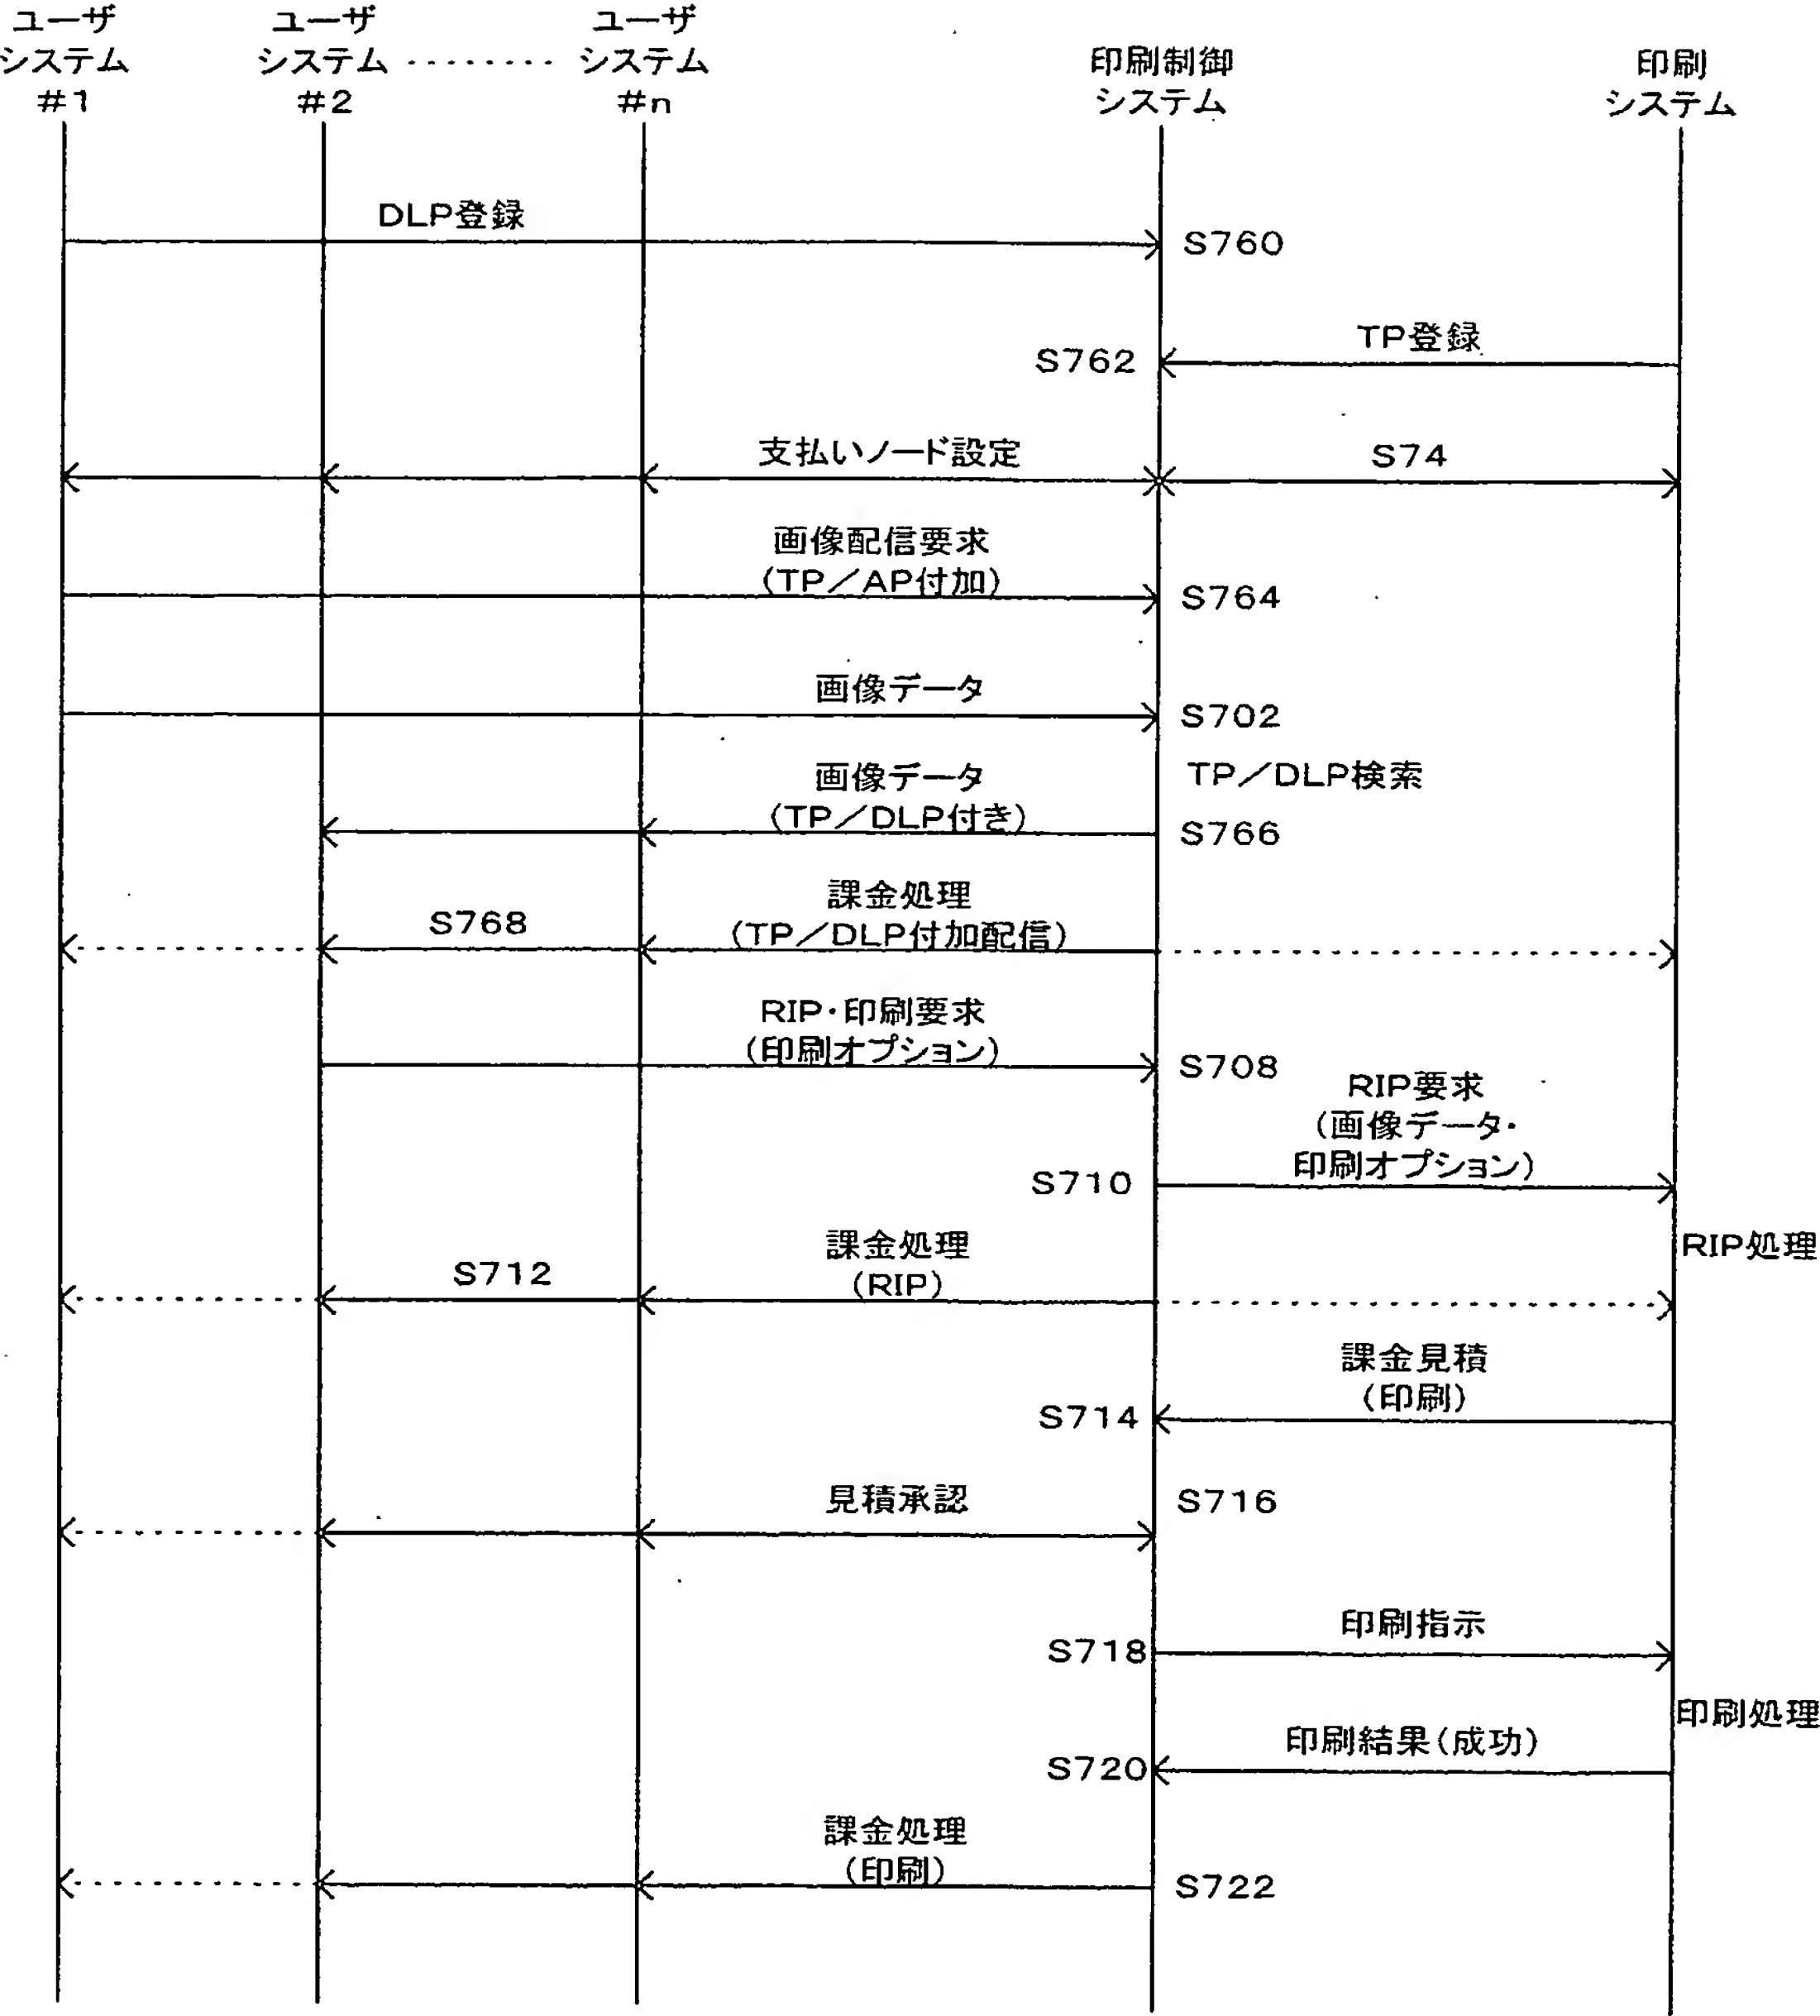 ユーザ
システム
#1
ユーザ
システム
#2
ユーザ
システム
#n
印刷制御
システム
印刷
システム
DLP登録
S760
TP登録
S762
支払いノード設定
S74
画像配信要求
(TP/AP付加)
S764
画像データ
S702
画像データ
(TP/DLP付き)
TP/DLP検索
S766
課金処理
(TP/DLP付加配信)
S768
RIP・印刷要求
(印刷オプション)
S708
RIP要求
(画像データ・
印刷オプション)
S710
RIP処理
課金処理
(RIP)
S712
課金見積
(印刷)
S714
見積承認
S716
印刷指示
S718
印刷処理
印刷結果(成功)
S720
課金処理
(印刷)
S722